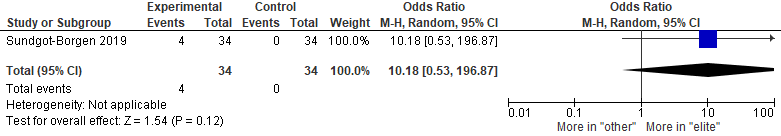 Experimental Control Odds Ratio Odds Ratio
Study or Subgroup Events Total Events Total Weight M-H, Random, 95% CI M-H, Random, 95% CI
Sundgot-Borgen 2019 4 34 0 34 100.0% 10.18 [0.53, 196.87]
Total (95% CI) 34 34 100.0% 10.18 [0.53, 196.87]
Total events 4 0
Heterogeneity: Not applicable
Test for overall effect: Z = 1.54 (P = 0.12)
0.01 0.1 1 10 100
More in "other" More in "elite"